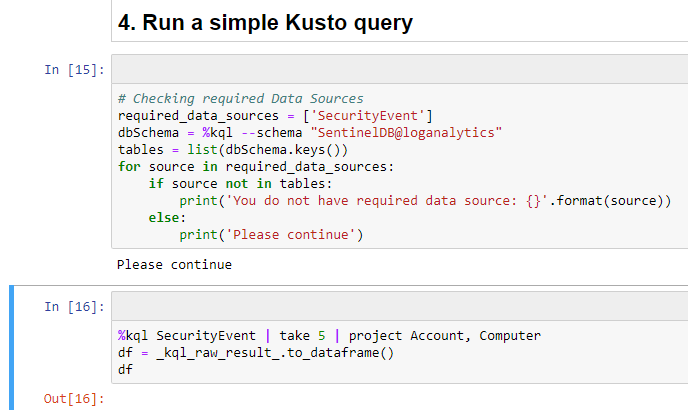 4. Run a simple Kusto query
In [15]:
# Checking required Data Sources
required_data_sources = ['SecurityEvent']
dbSchema = %kql --schema "SentinelDB@loganalytics"
tables = list(dbSchema.keys())
for source in required_data_sources:
    if source not in tables:
        print('You do not have required data source: {}'.format(source))
    else:
        print('Please continue')
Please continue
In [16]:
%kql SecurityEvent | take 5 | project Account, Computer
df = _kql_raw_result_.to_dataframe()
df
Out[16]: